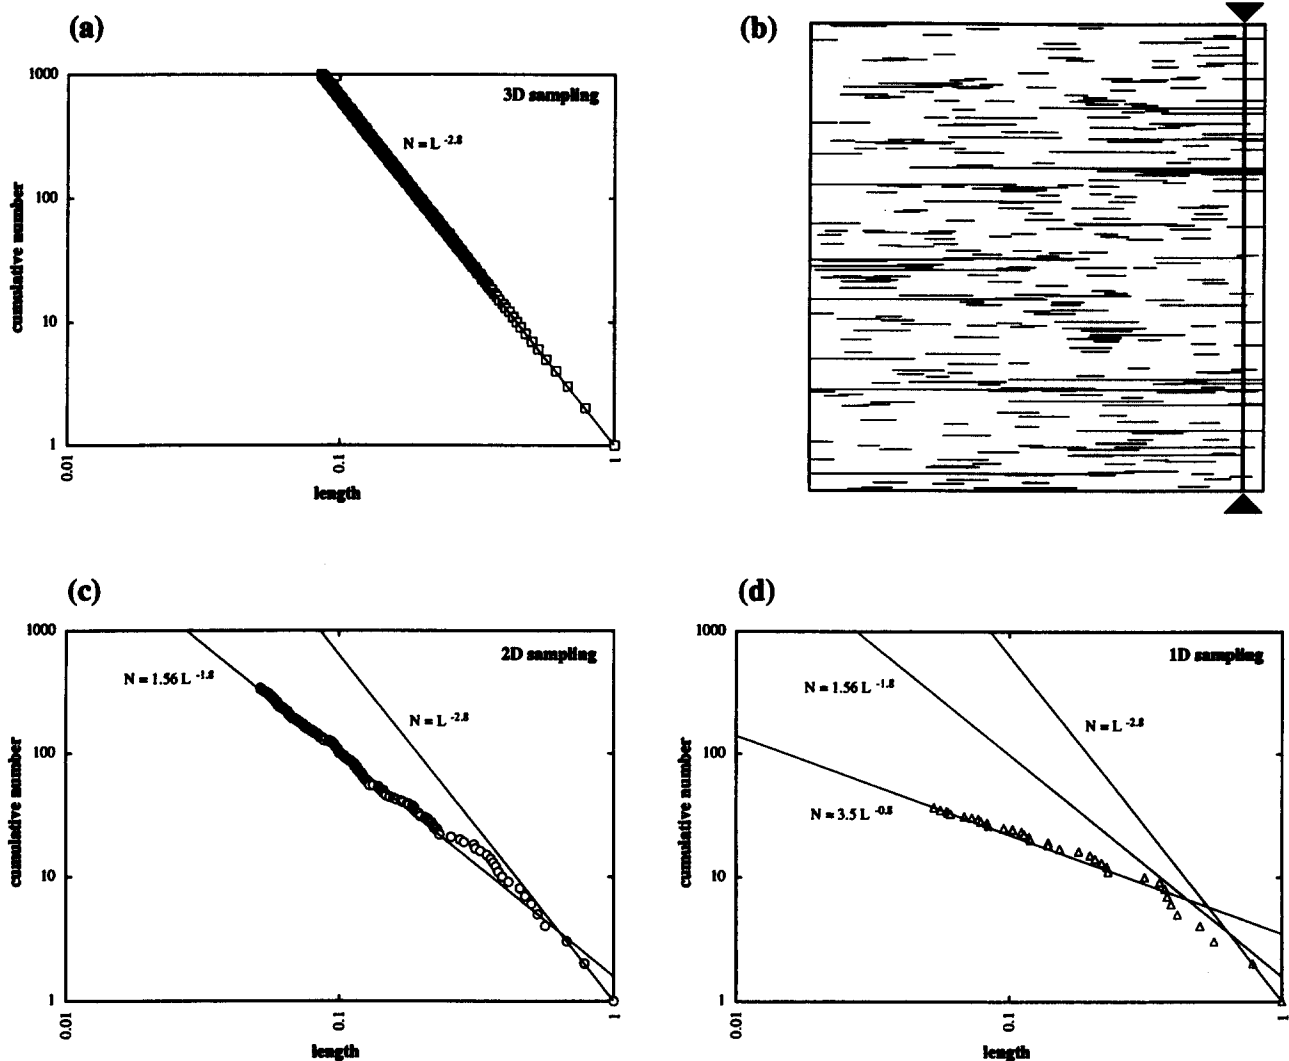 (a)
1000
3D sampling
N = L -2.8
100
cumulative number
10
1
0.01
0.1
1
length
(b)
(c)
1000
2D sampling
N = 1.56 L -1.8
N = L -2.8
100
cumulative number
10
1
0.01
0.1
1
length
(d)
1000
1D sampling
N = 1.56 L -1.8
N = L -2.8
100
N = 3.5 L -0.8
cumulative number
10
1
0.01
0.1
1
length